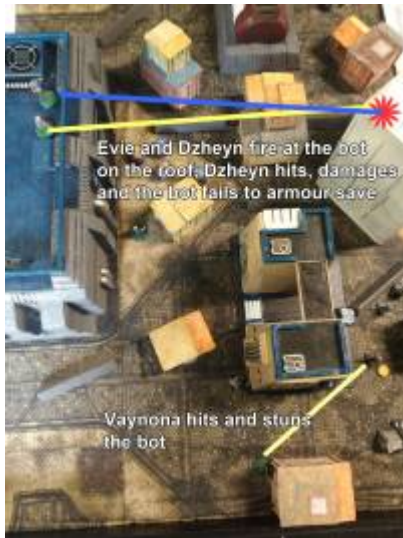 Evie and Dzheyn fire at the bot
on the roof, Dzheyn hits, damages
and the bot fails to armour save
Vaynona hits and stuns
the bot